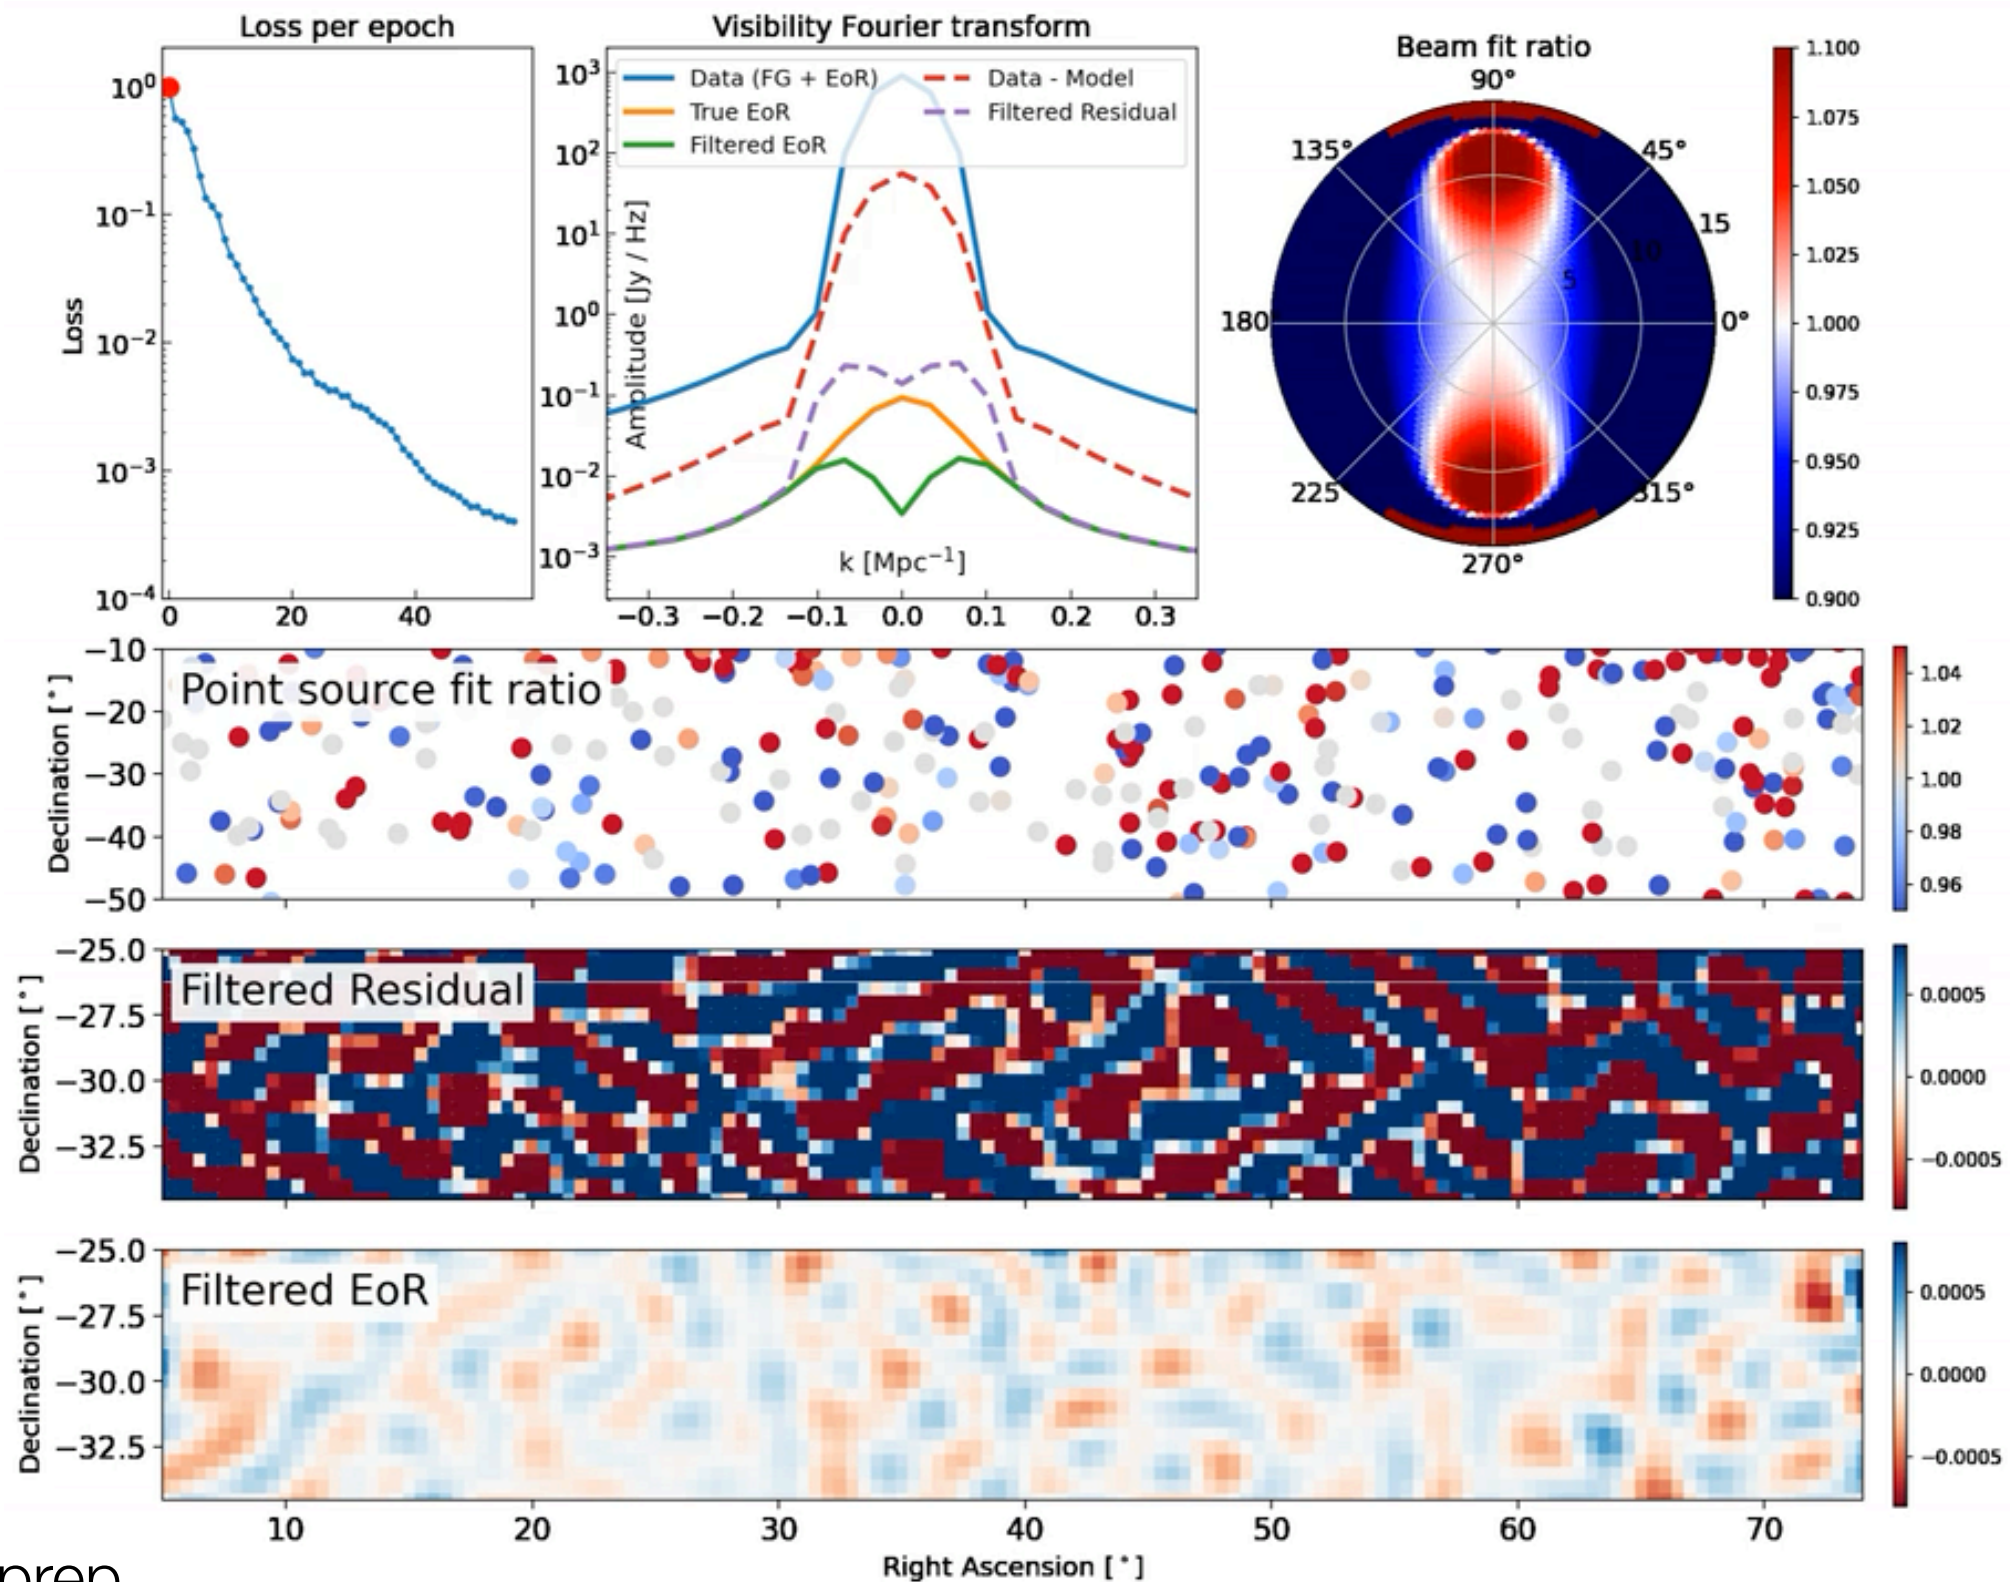 Loss per epoch
Loss
10⁰
10⁻¹
10⁻²
10⁻³
10⁻⁴
0 20 40
Visibility Fourier transform
Data (FG + EoR)
True EoR
Filtered EoR
Data - Model
Filtered Residual
Amplitude [Jy / Hz]
10³
10²
10¹
10⁰
10⁻¹
10⁻²
10⁻³
k [Mpc⁻¹]
−0.3 −0.2 −0.1 0.0 0.1 0.2 0.3
Beam fit ratio
90°
135° 45°
15
10
5
180 0°
225 315°
270°
1.100
1.075
1.050
1.025
1.000
0.975
0.950
0.925
0.900
Point source fit ratio
Declination [°]
−10
−20
−30
−40
−50
1.04
1.02
1.00
0.98
0.96
Filtered Residual
Declination [°]
−25.0
−27.5
−30.0
−32.5
0.0005
0.0000
−0.0005
Filtered EoR
Declination [°]
−25.0
−27.5
−30.0
−32.5
0.0005
0.0000
−0.0005
10 20 30 40 50 60 70
Right Ascension [°]
prep